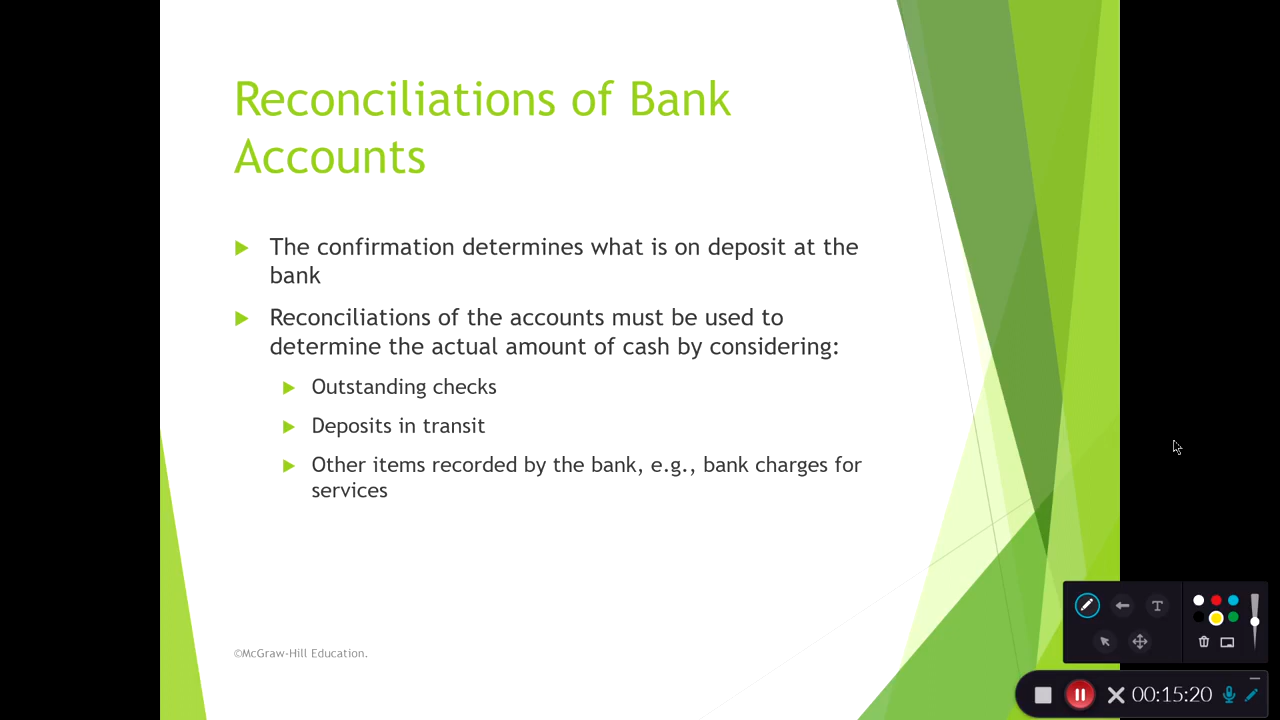 Reconciliations of Bank
Accounts
The confirmation determines what is on deposit at the
bank
Reconciliations of the accounts must be used to
determine the actual amount of cash by considering:
Outstanding checks
Deposits in transit
Other items recorded by the bank, e.g., bank charges for
services
©McGraw-Hill Education.
T
00:15:20